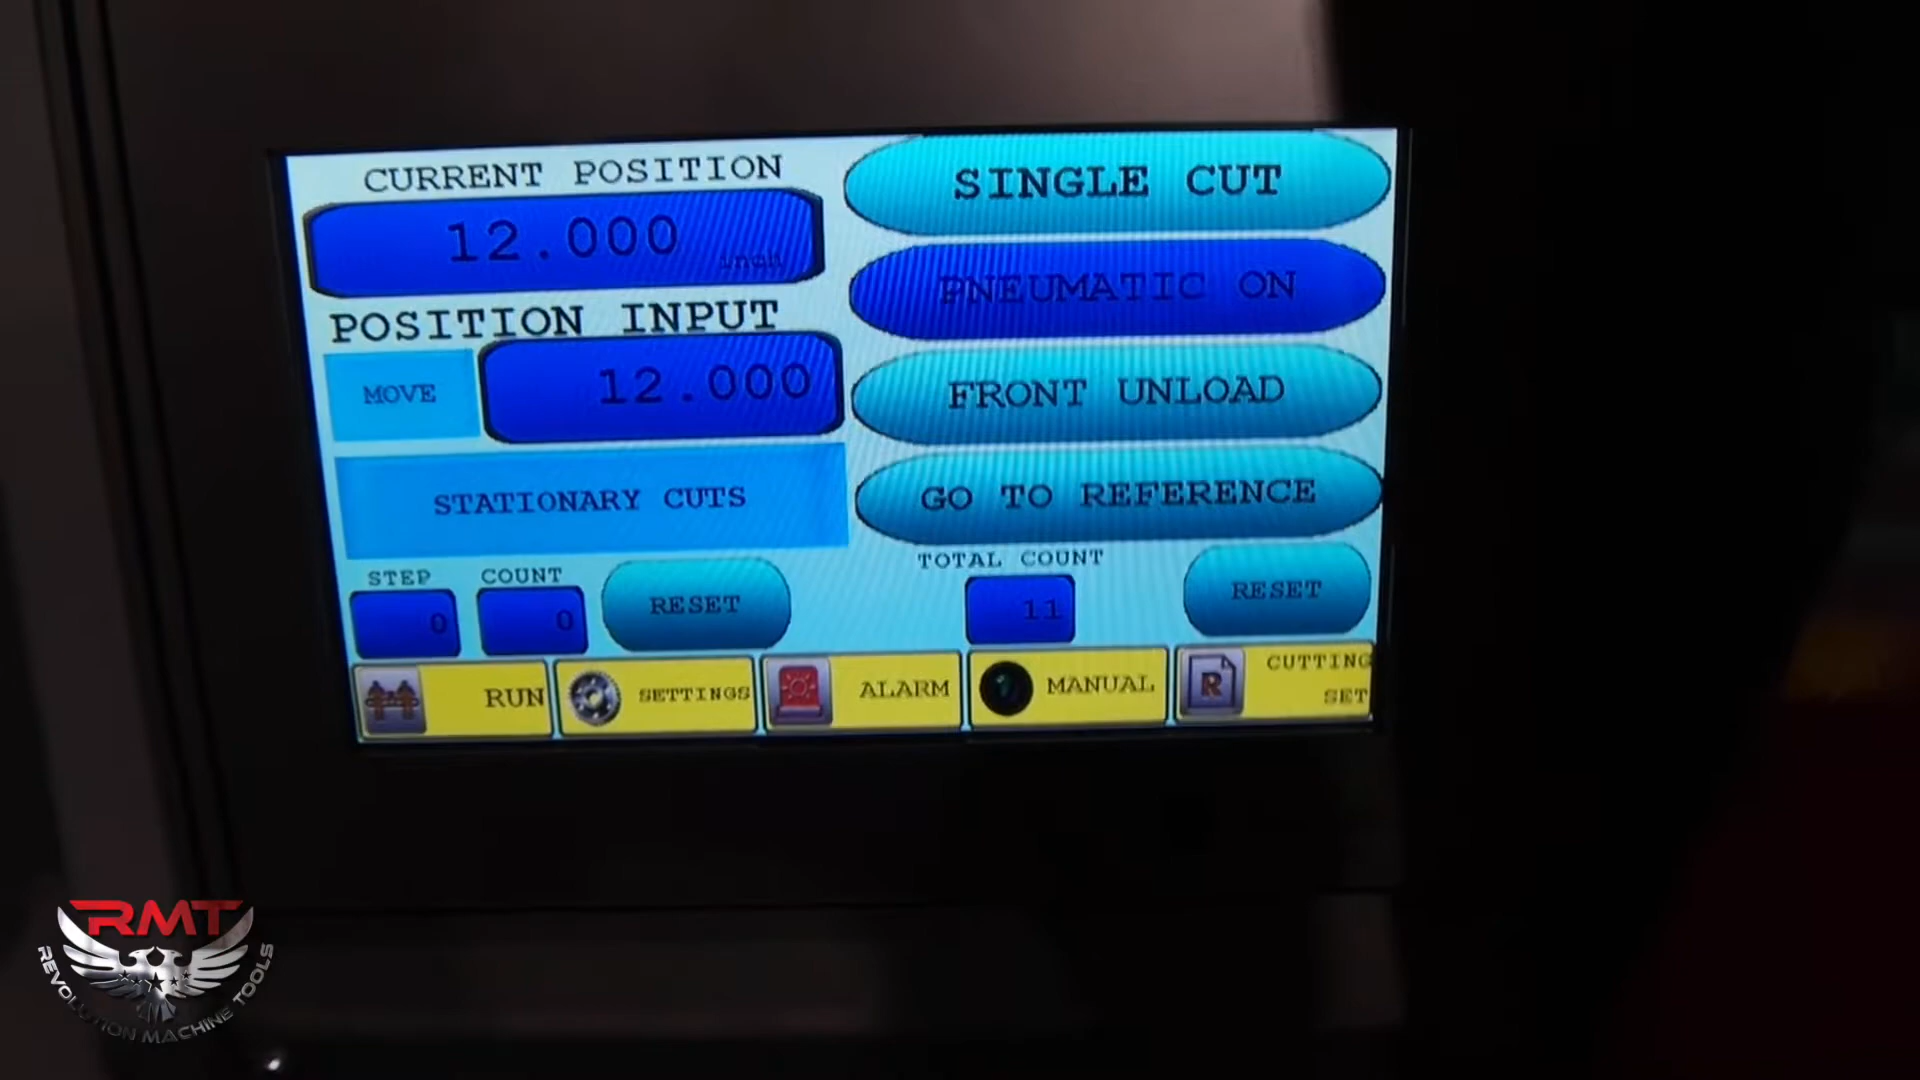 CURRENT POSITION
12.000
inch
POSITION INPUT
MOVE
12.000
STATIONARY CUTS
STEP
COUNT
0
0
RESET
SINGLE CUT
PNEUMATIC ON
FRONT UNLOAD
GO TO REFERENCE
TOTAL COUNT
11
RESET
RUN
SETTINGS
ALARM
MANUAL
R
CUTTING
SET
RMT
REVOLUTION MACHINE TOOLS